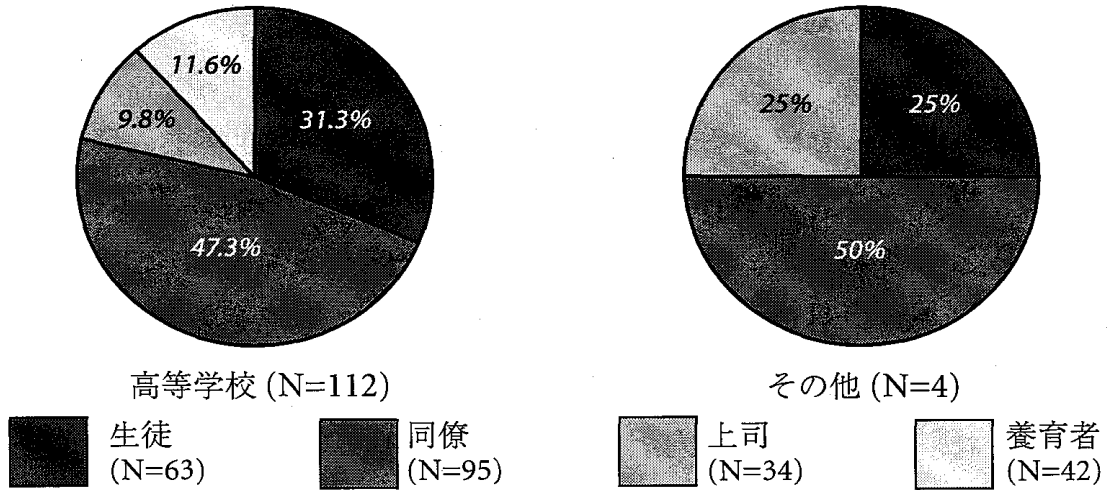 11.6%
9.8%
31.3%
47.3%
25%
25%
50%
高等学校 (N=112)
その他 (N=4)
生徒
(N=63)
同僚
(N=95)
上司
(N=34)
養育者
(N=42)